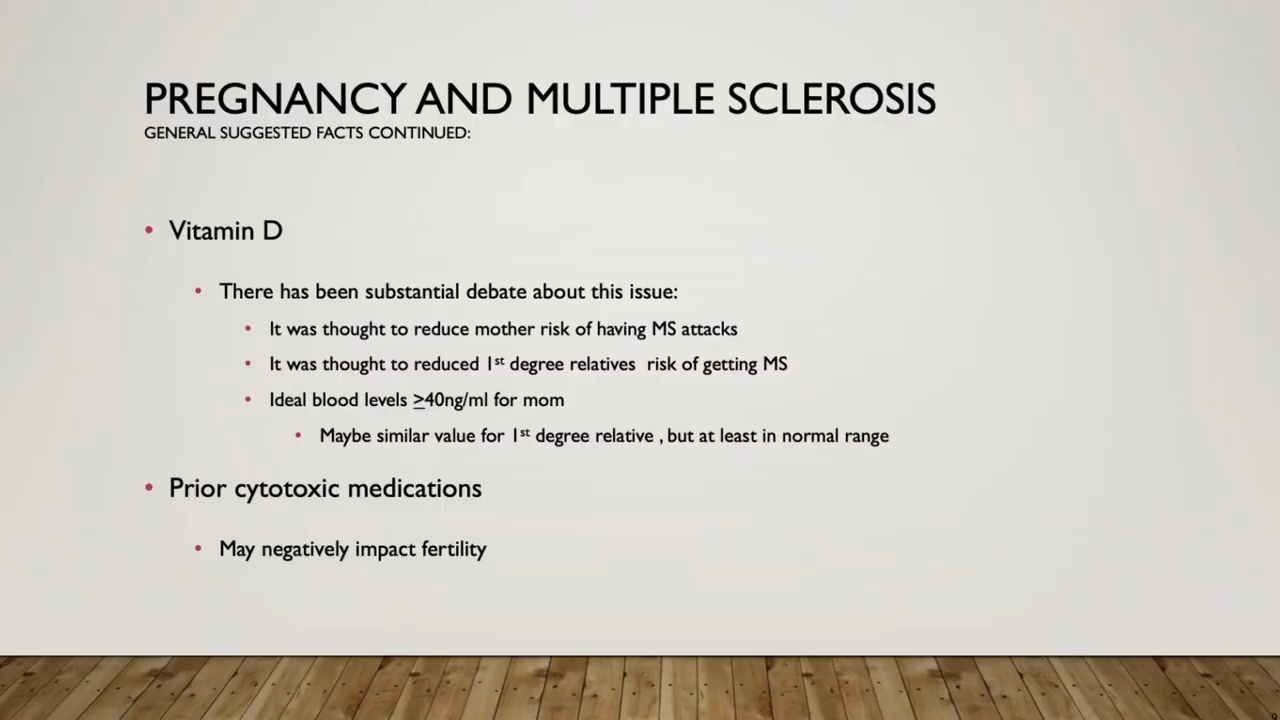 PREGNANCY AND MULTIPLE SCLEROSIS
GENERAL SUGGESTED FACTS CONTINUED:
• Vitamin D
• There has been substantial debate about this issue:
• It was thought to reduce mother risk of having MS attacks
• It was thought to reduced 1st degree relatives risk of getting MS
• Ideal blood levels ≥40ng/ml for mom
• Maybe similar value for 1st degree relative , but at least in normal range
• Prior cytotoxic medications
• May negatively impact fertility